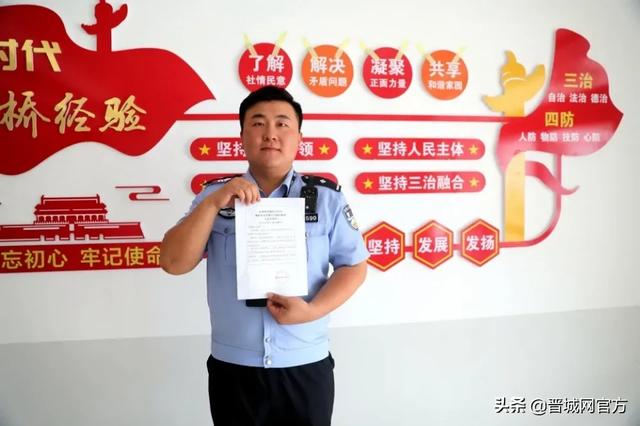 时代
桥经验
忘初心 牢记使命
了解
社情民意
解决
矛盾问题
凝聚
正面力量
共享
和谐家园
坚持
领
坚持人民主体
坚持三治融合
坚持
发展
发扬
三治
自治 法治 德治
四防
人防 物防 技防 心防
头条 @晋城网官方